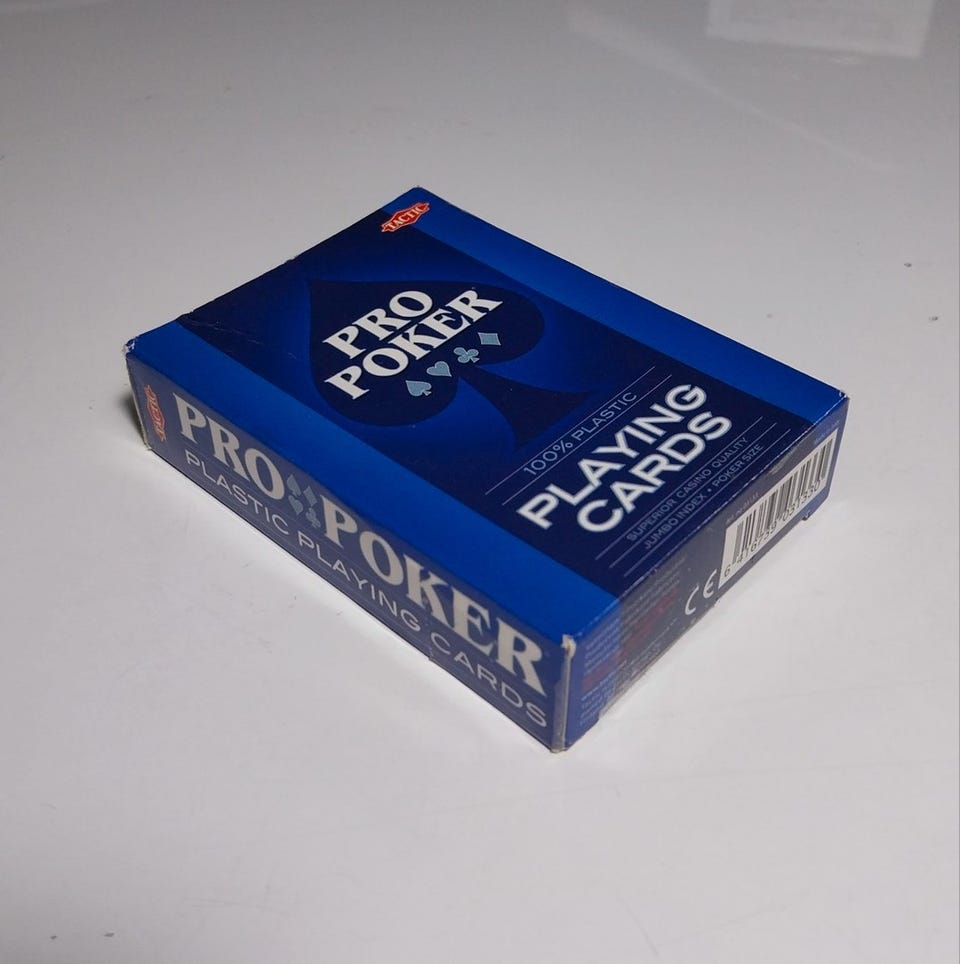 TACTIC
PRO
POKER
100% PLASTIC
PLAYING
CARDS
SUPERIOR CASINO QUALITY
JUMBO INDEX • POKER SIZE
TACTIC
PRO POKER
PLASTIC PLAYING CARDS
CE